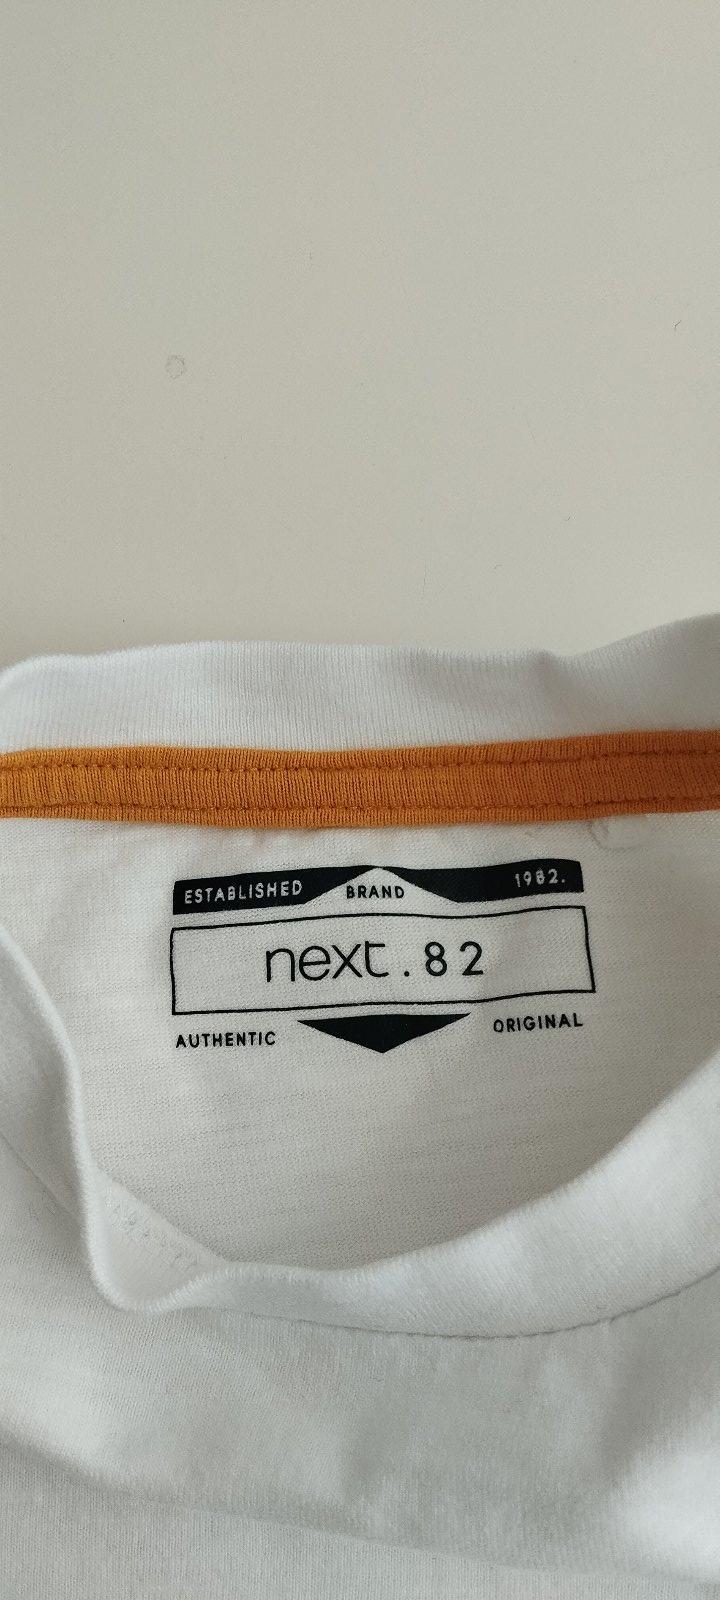 ESTABLISHED BRAND 1982.
next.82
AUTHENTIC ORIGINAL